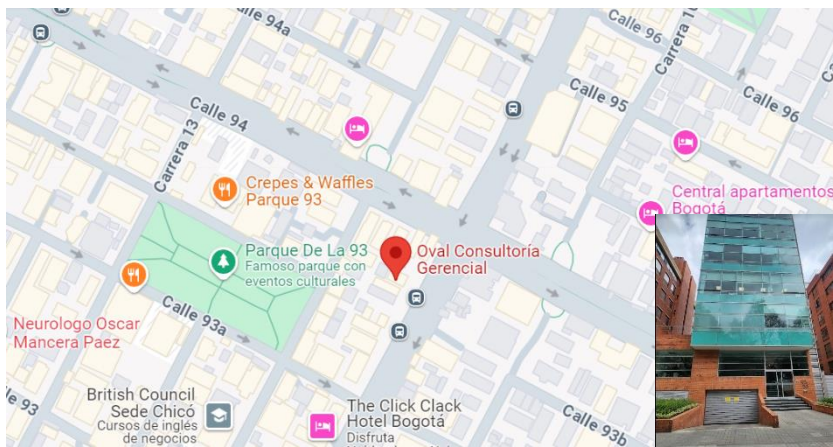 Calle 94a
Calle 96
Carrera 1
Calle 95
Calle 96
Calle 94
Carrera 13
Crepes & Waffles
Parque 93
Central apartamentos
Bogotá
Parque De La 93
Famoso parque con
eventos culturales
Oval Consultoría
Gerencial
Calle 93a
Neurologo Oscar
Mancera Paez
British Council
Sede Chicó
Cursos de inglés
de negocios
The Click Clack
Hotel Bogotá
Disfruta
Calle 93b
e 93